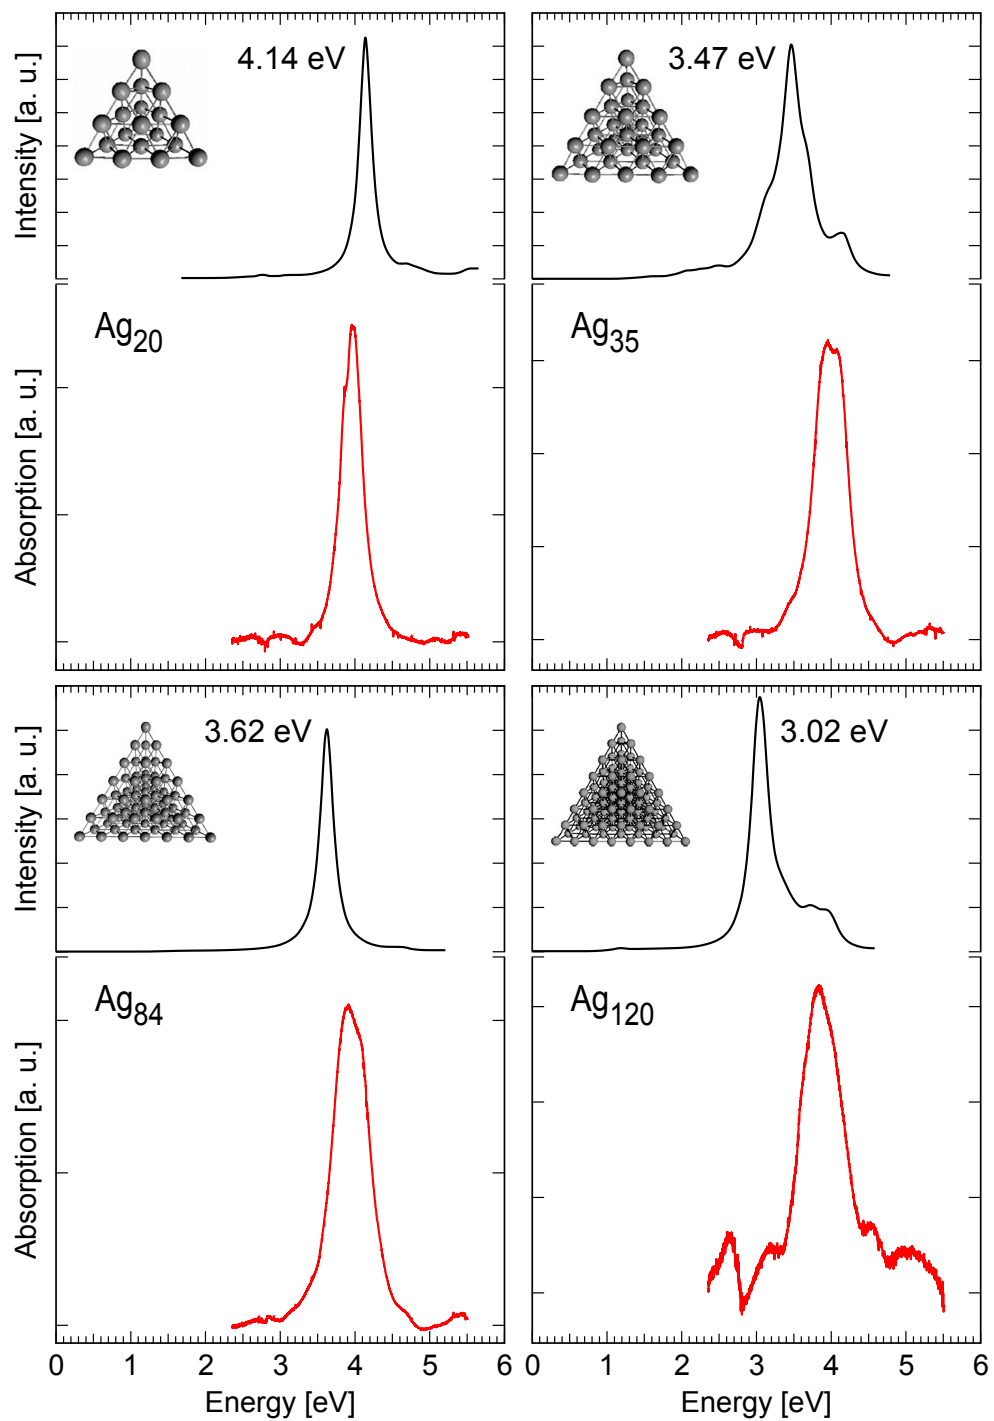 4.14 eV
3.47 eV
Intensity [a. u.]
Ag20
Ag35
Absorption [a. u.]
3.62 eV
3.02 eV
Intensity [a. u.]
Ag84
Ag120
Absorption [a. u.]
0 1 2 3 4 5 0 1 2 3 4 5 6
Energy [eV] Energy [eV]